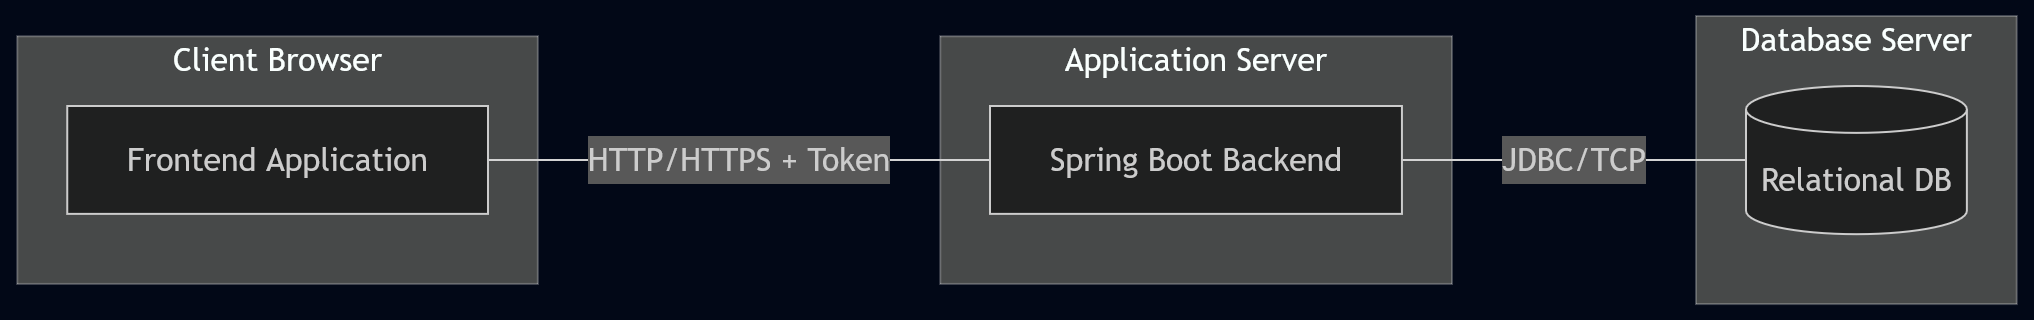 Client Browser
Frontend Application
HTTP/HTTPS + Token
Application Server
Spring Boot Backend
JDBC/TCP
Database Server
Relational DB